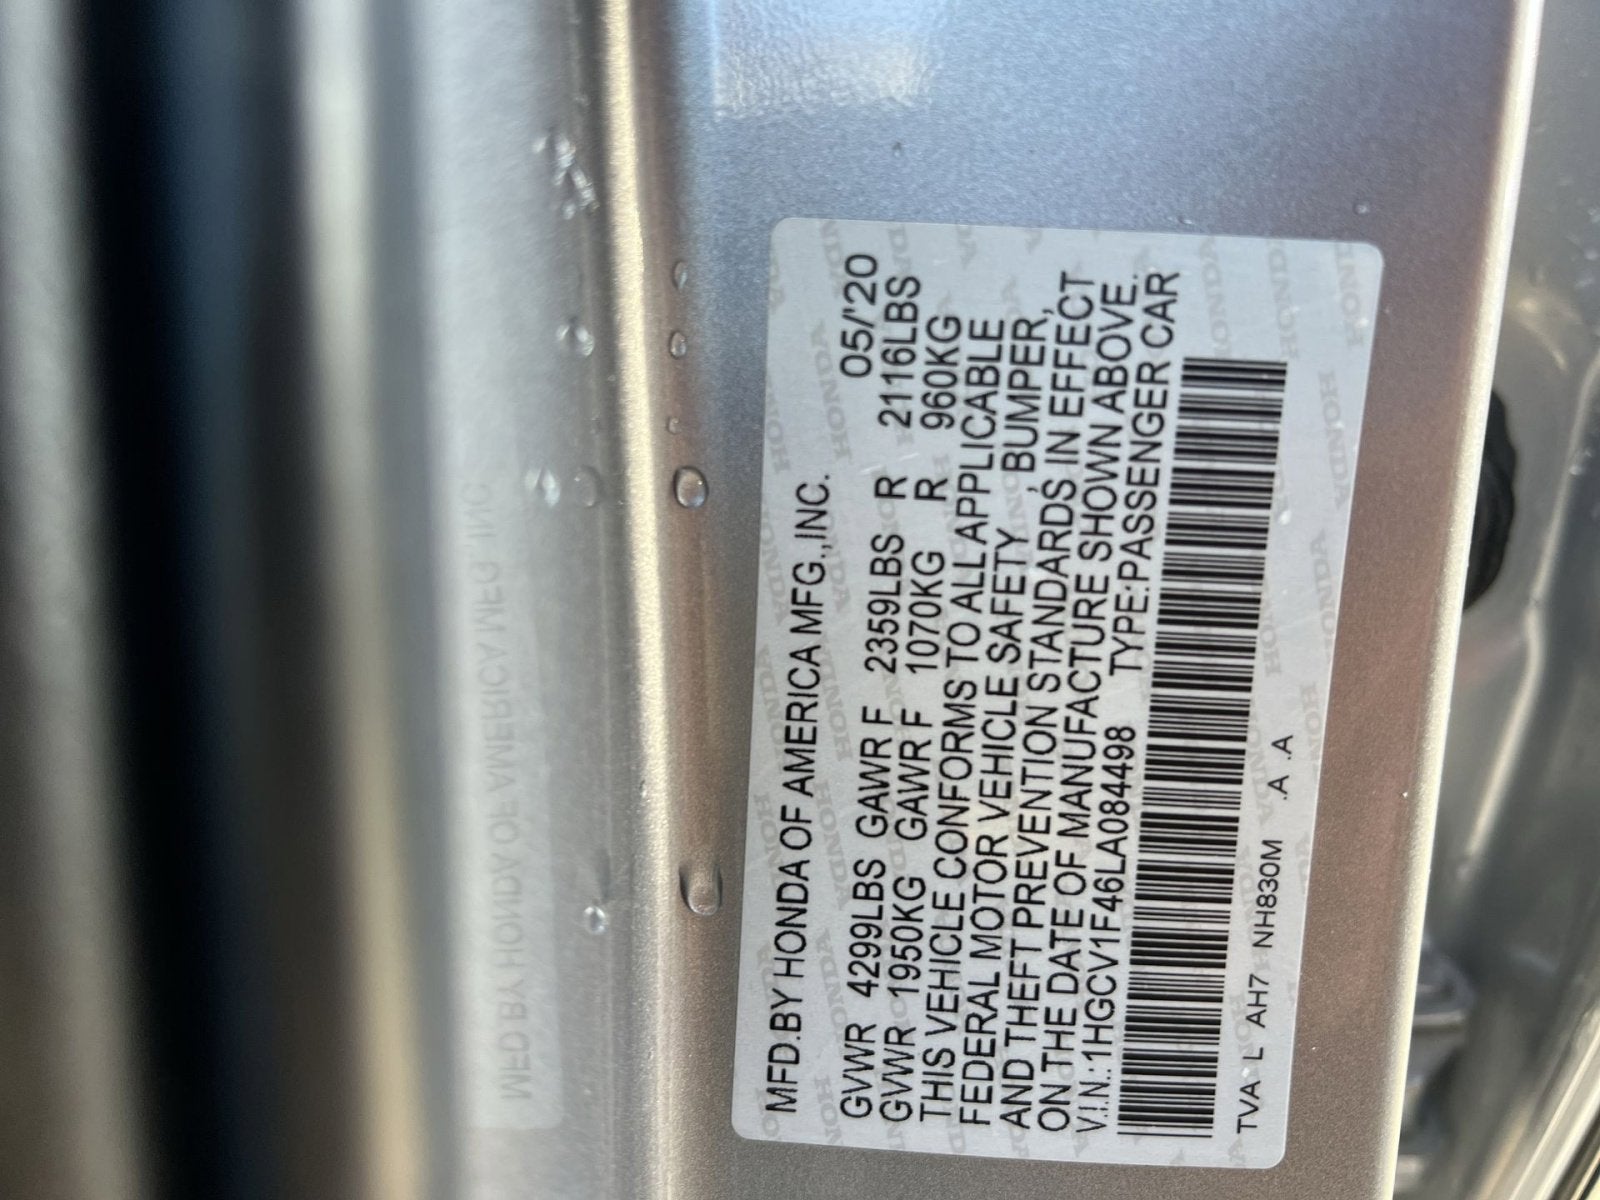 MFD.BY HONDA OF AMERICA MFG.,INC.
05/'20
GVWR 4299LBS GAWR F 2359LBS R 2116LBS
GVWR 1950KG GAWR F 1070KG R 960KG
THIS VEHICLE CONFORMS TO ALL APPLICABLE
FEDERAL MOTOR VEHICLE SAFETY, BUMPER,
AND THEFT PREVENTION STANDARDS IN EFFECT
ON THE DATE OF MANUFACTURE SHOWN ABOVE.
V.I.N.:1HGCV1F46LA084498 TYPE:PASSENGER CAR
TVA L AH7 NH830M .A .A